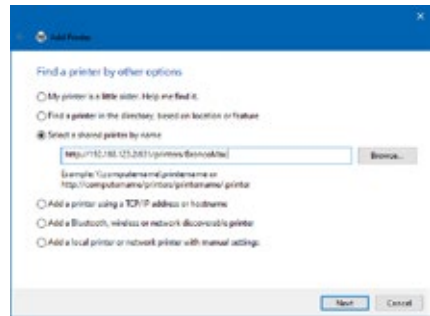 Add Printer
Find a printer by other options
My printer is a little older. Help me find it.
Find a printer in the directory, based on location or feature
Select a shared printer by name
Browse...
Example: \\computername\printername or
http://computername/printers/printername/.printer
Add a printer using a TCP/IP address or hostname
Add a Bluetooth, wireless or network discoverable printer
Add a local printer or network printer with manual settings
Next
Cancel